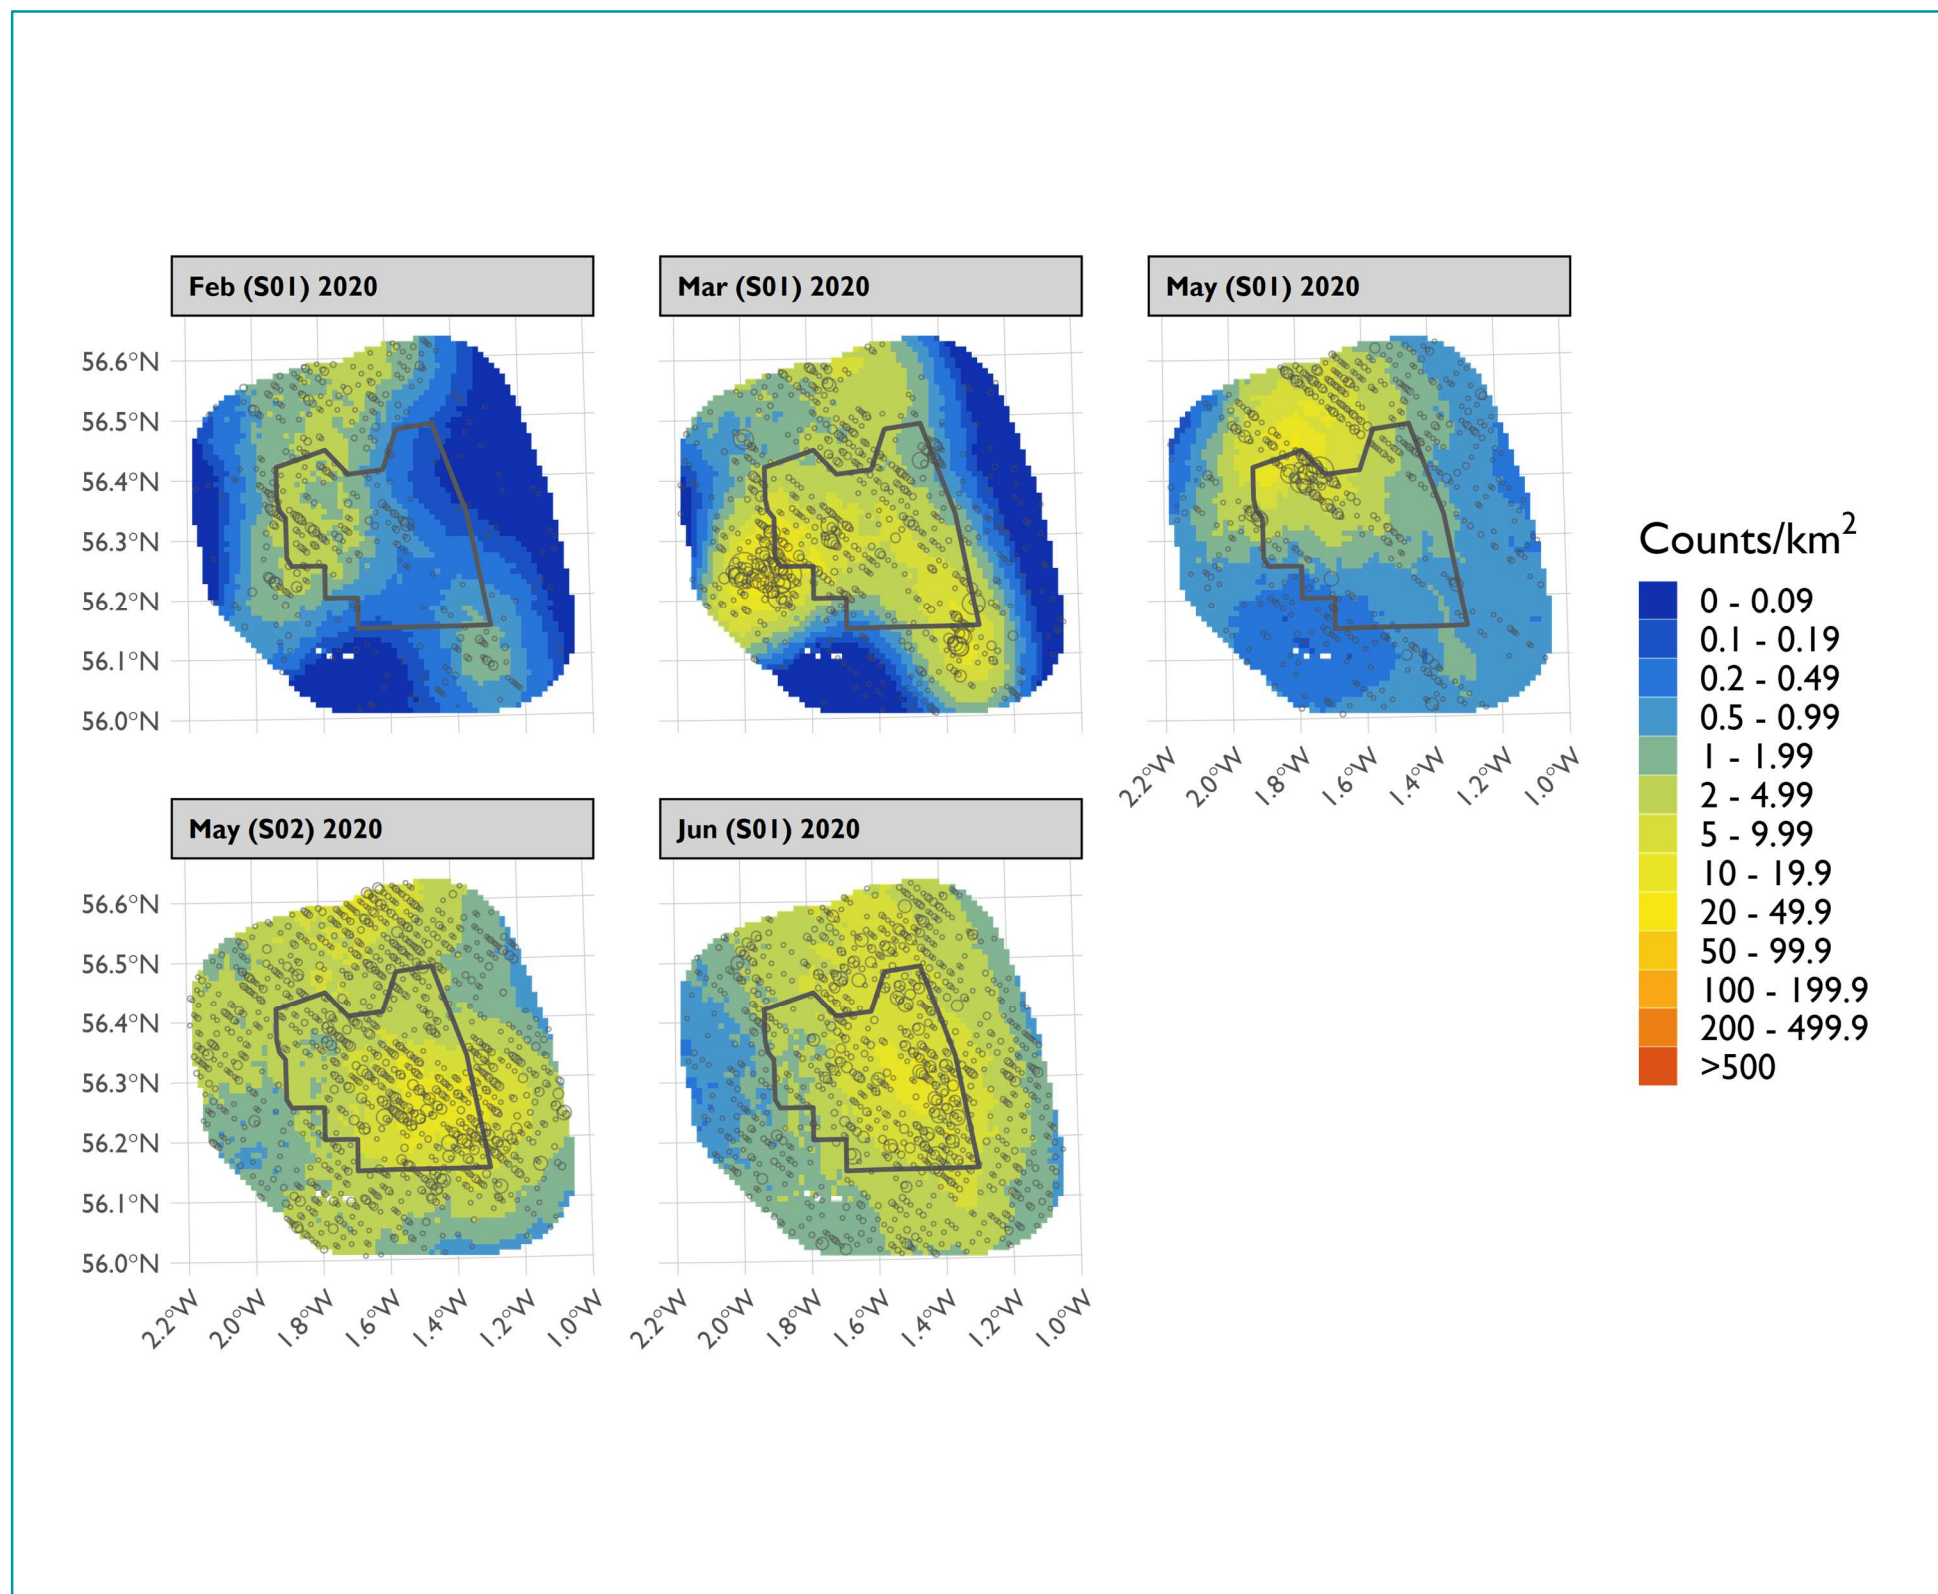 Feb (S01) 2020
Mar (S01) 2020
May (S01) 2020
56.6°N
56.5°N
56.4°N
56.3°N
56.2°N
56.1°N
56.0°N
2.2°W
2.0°W
1.8°W
1.6°W
1.4°W
1.2°W
1.0°W
May (S02) 2020
Jun (S01) 2020
56.6°N
56.5°N
56.4°N
56.3°N
56.2°N
56.1°N
56.0°N
2.2°W
2.0°W
1.8°W
1.6°W
1.4°W
1.2°W
1.0°W
2.2°W
2.0°W
1.8°W
1.6°W
1.4°W
1.2°W
1.0°W
Counts/km²
0 - 0.09
0.1 - 0.19
0.2 - 0.49
0.5 - 0.99
1 - 1.99
2 - 4.99
5 - 9.99
10 - 19.9
20 - 49.9
50 - 99.9
100 - 199.9
200 - 499.9
>500